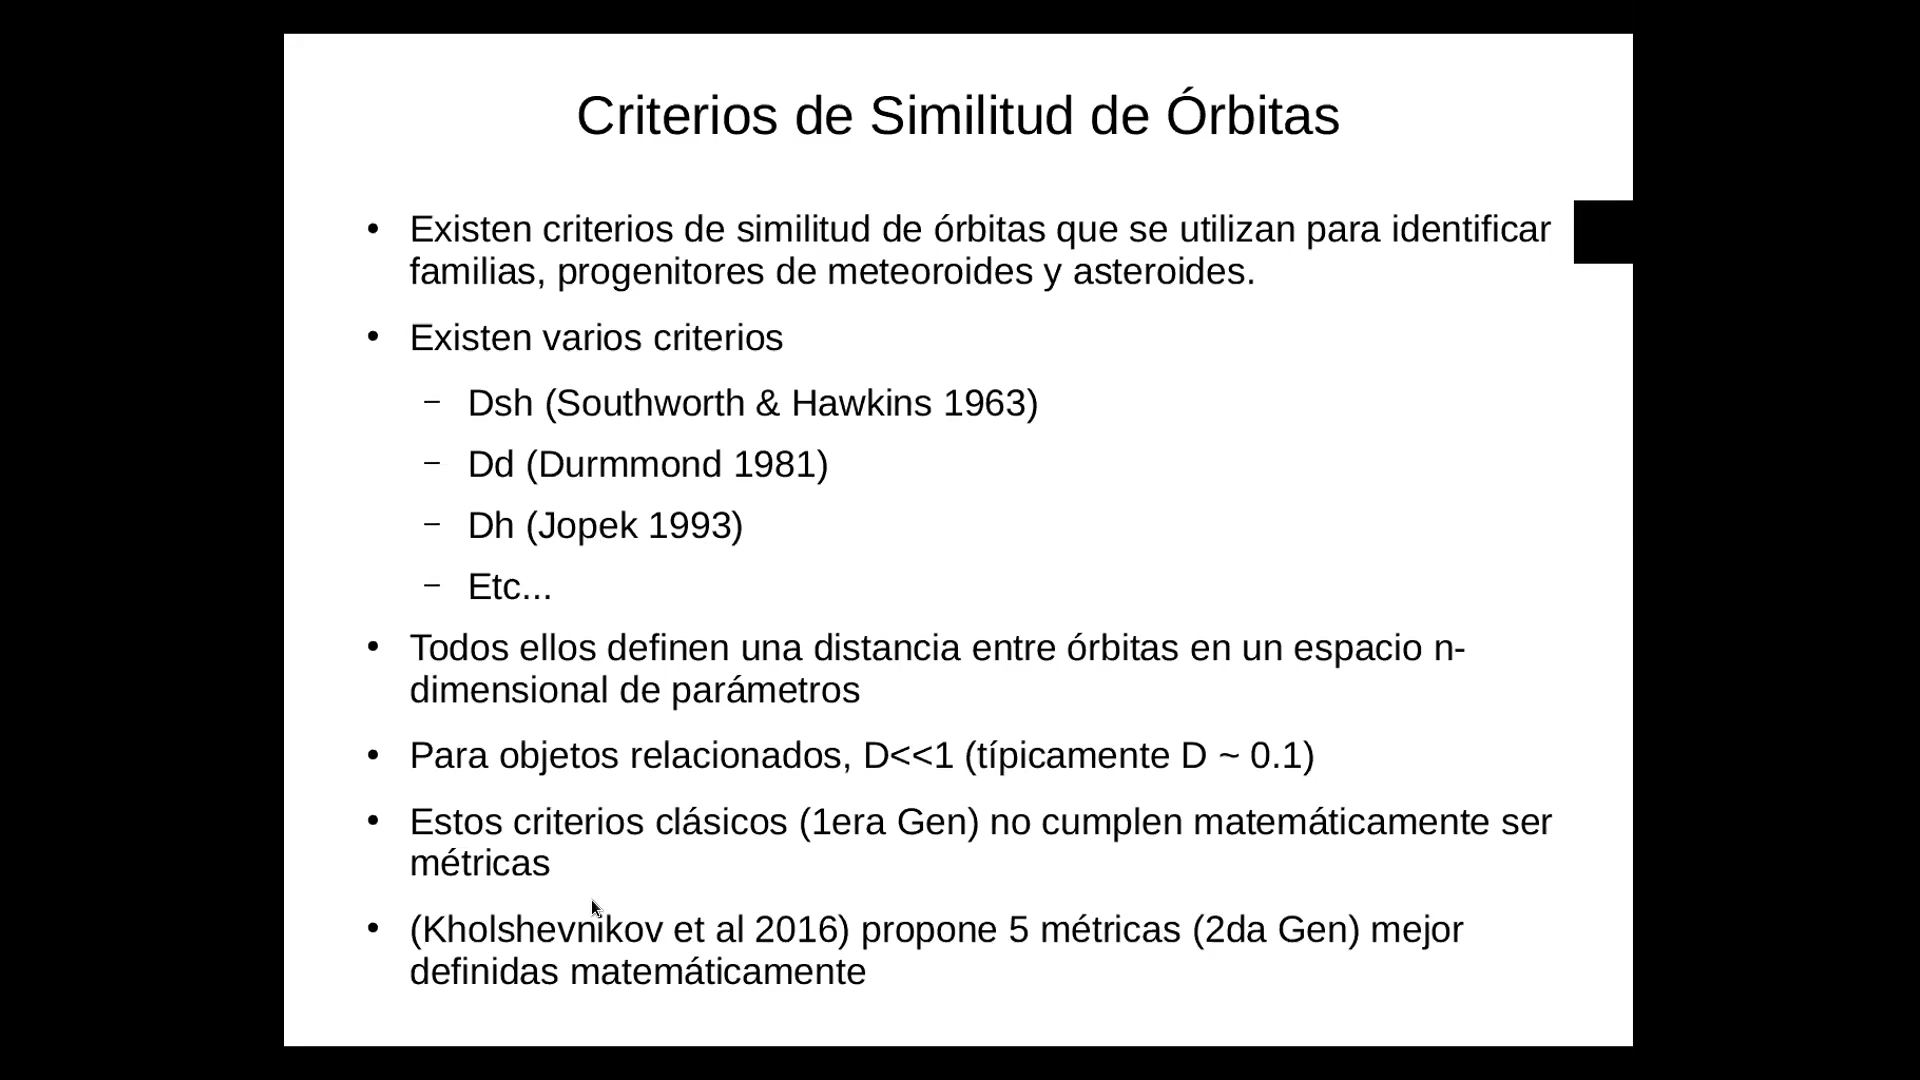 Criterios de Similitud de Órbitas
• Existen criterios de similitud de órbitas que se utilizan para identificar
familias, progenitores de meteoroides y asteroides.
• Existen varios criterios
– Dsh (Southworth & Hawkins 1963)
– Dd (Durmmond 1981)
– Dh (Jopek 1993)
– Etc...
• Todos ellos definen una distancia entre órbitas en un espacio n-
dimensional de parámetros
• Para objetos relacionados, D<<1 (típicamente D ~ 0.1)
• Estos criterios clásicos (1era Gen) no cumplen matemáticamente ser
métricas
• (Kholshevnikov et al 2016) propone 5 métricas (2da Gen) mejor
definidas matemáticamente